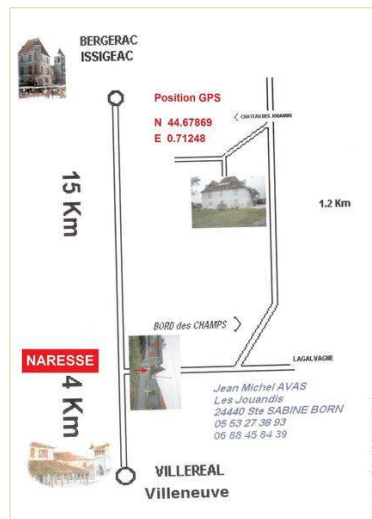 BERGERAC
ISSIGEAC
Position GPS
N 44.67869
E 0.71248
CHATEAU DES JOUANDIS
15 Km
1.2 Km
BORD des CHAMPS
NARESSE
4 Km
LAGALVAGNE
Jean Michel AVAS
Les Jouandis
24440 Ste SABINE BORN
05 53 27 38 93
06 88 45 84 39
VILLEREAL
Villeneuve